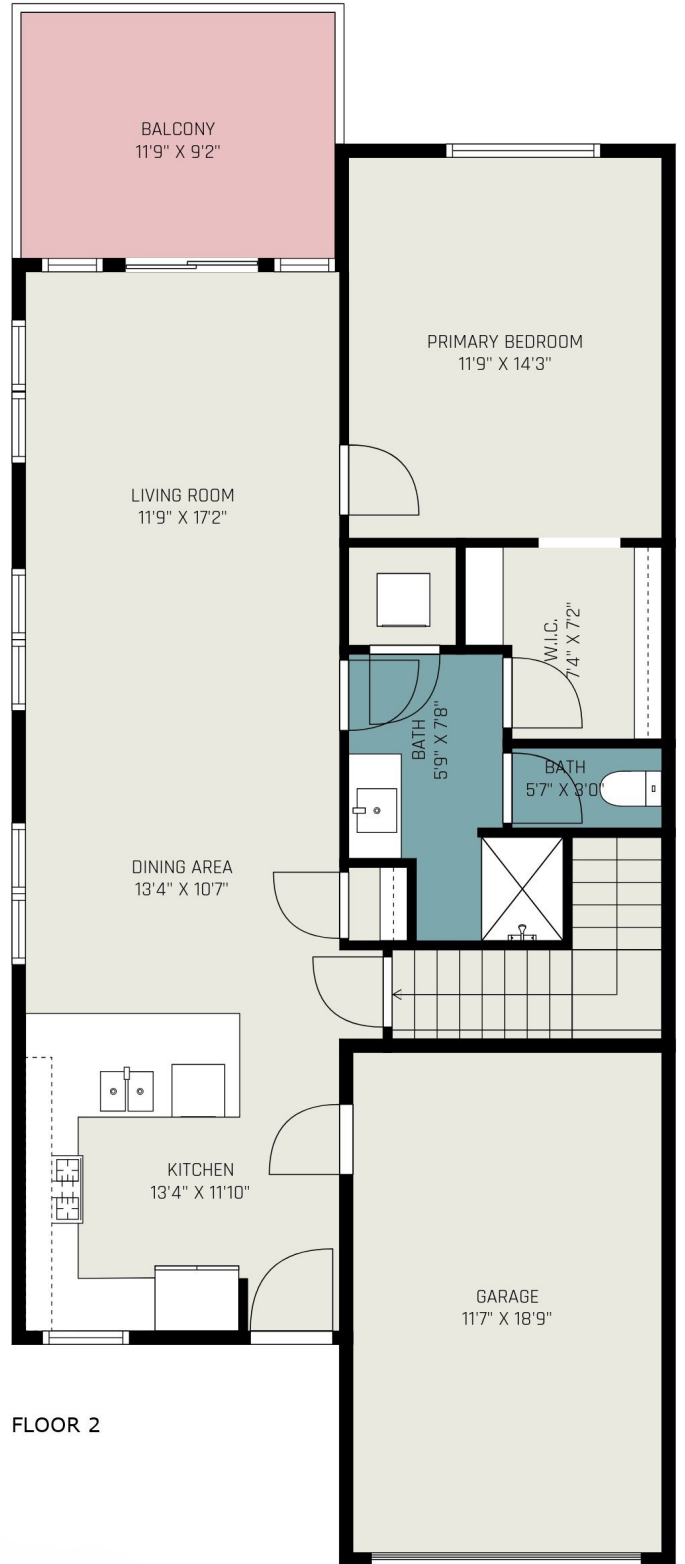 BALCONY
11'9" X 9'2"
PRIMARY BEDROOM
11'9" X 14'3"
LIVING ROOM
11'9" X 17'2"
W.I.C.
7'4" X 7'2"
BATH
5'9" X 7'8"
BATH
5'7" X 3'0"
DINING AREA
13'4" X 10'7"
KITCHEN
13'4" X 11'10"
GARAGE
11'7" X 18'9"
FLOOR 2